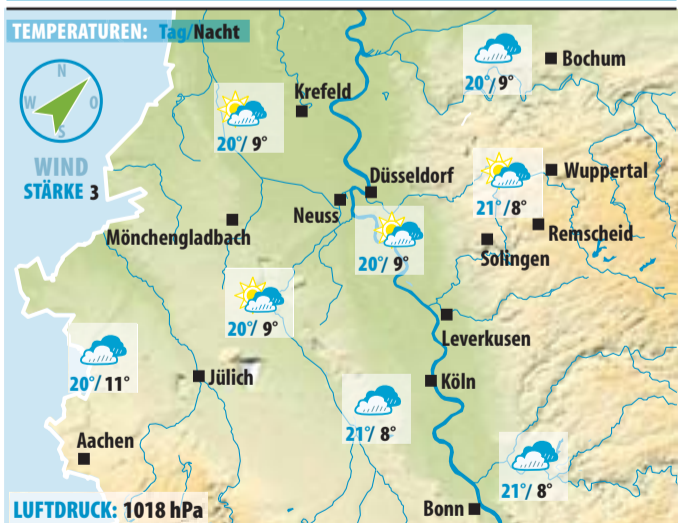 TEMPERATUREN: Tag/Nacht
N
W O
S
WIND
STÄRKE 3
Krefeld
20°/ 9°
Bochum
20°/ 9°
Düsseldorf
Neuss
Mönchengladbach
Wuppertal
21°/ 8°
Remscheid
Solingen
20°/ 9°
20°/ 9°
Leverkusen
20°/ 11°
Jülich
Köln
21°/ 8°
Aachen
21°/ 8°
Bonn
LUFTDRUCK: 1018 hPa